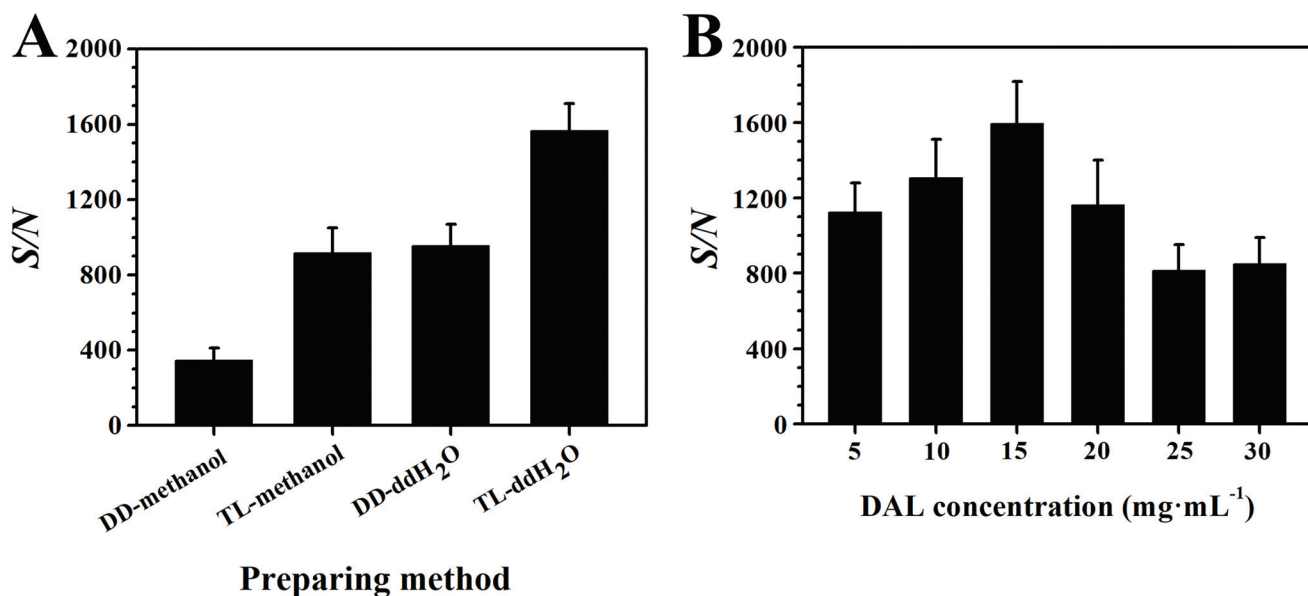 A
2000
1600
1200
800
400
0
S/N
DD-methanol
TL-methanol
DD-ddH₂O
TL-ddH₂O
Preparing method
B
2000
1600
1200
800
400
0
S/N
5 10 15 20 25 30
DAL concentration (mg·mL⁻¹)